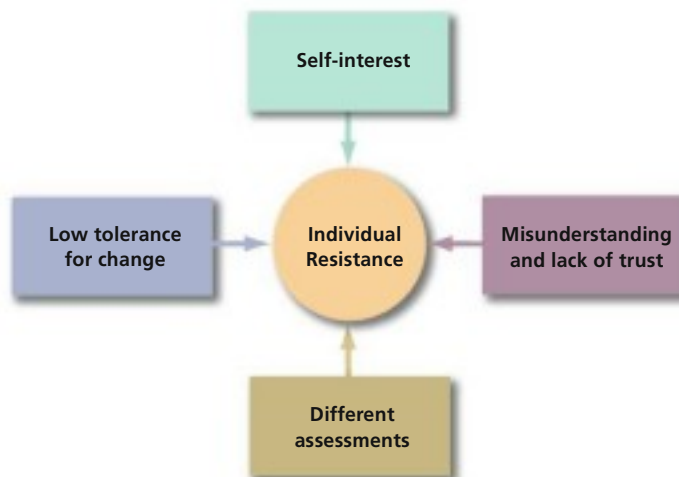 Self-interest
Low tolerance
for change
Individual
Resistance
Misunderstanding
and lack of trust
Different
assessments